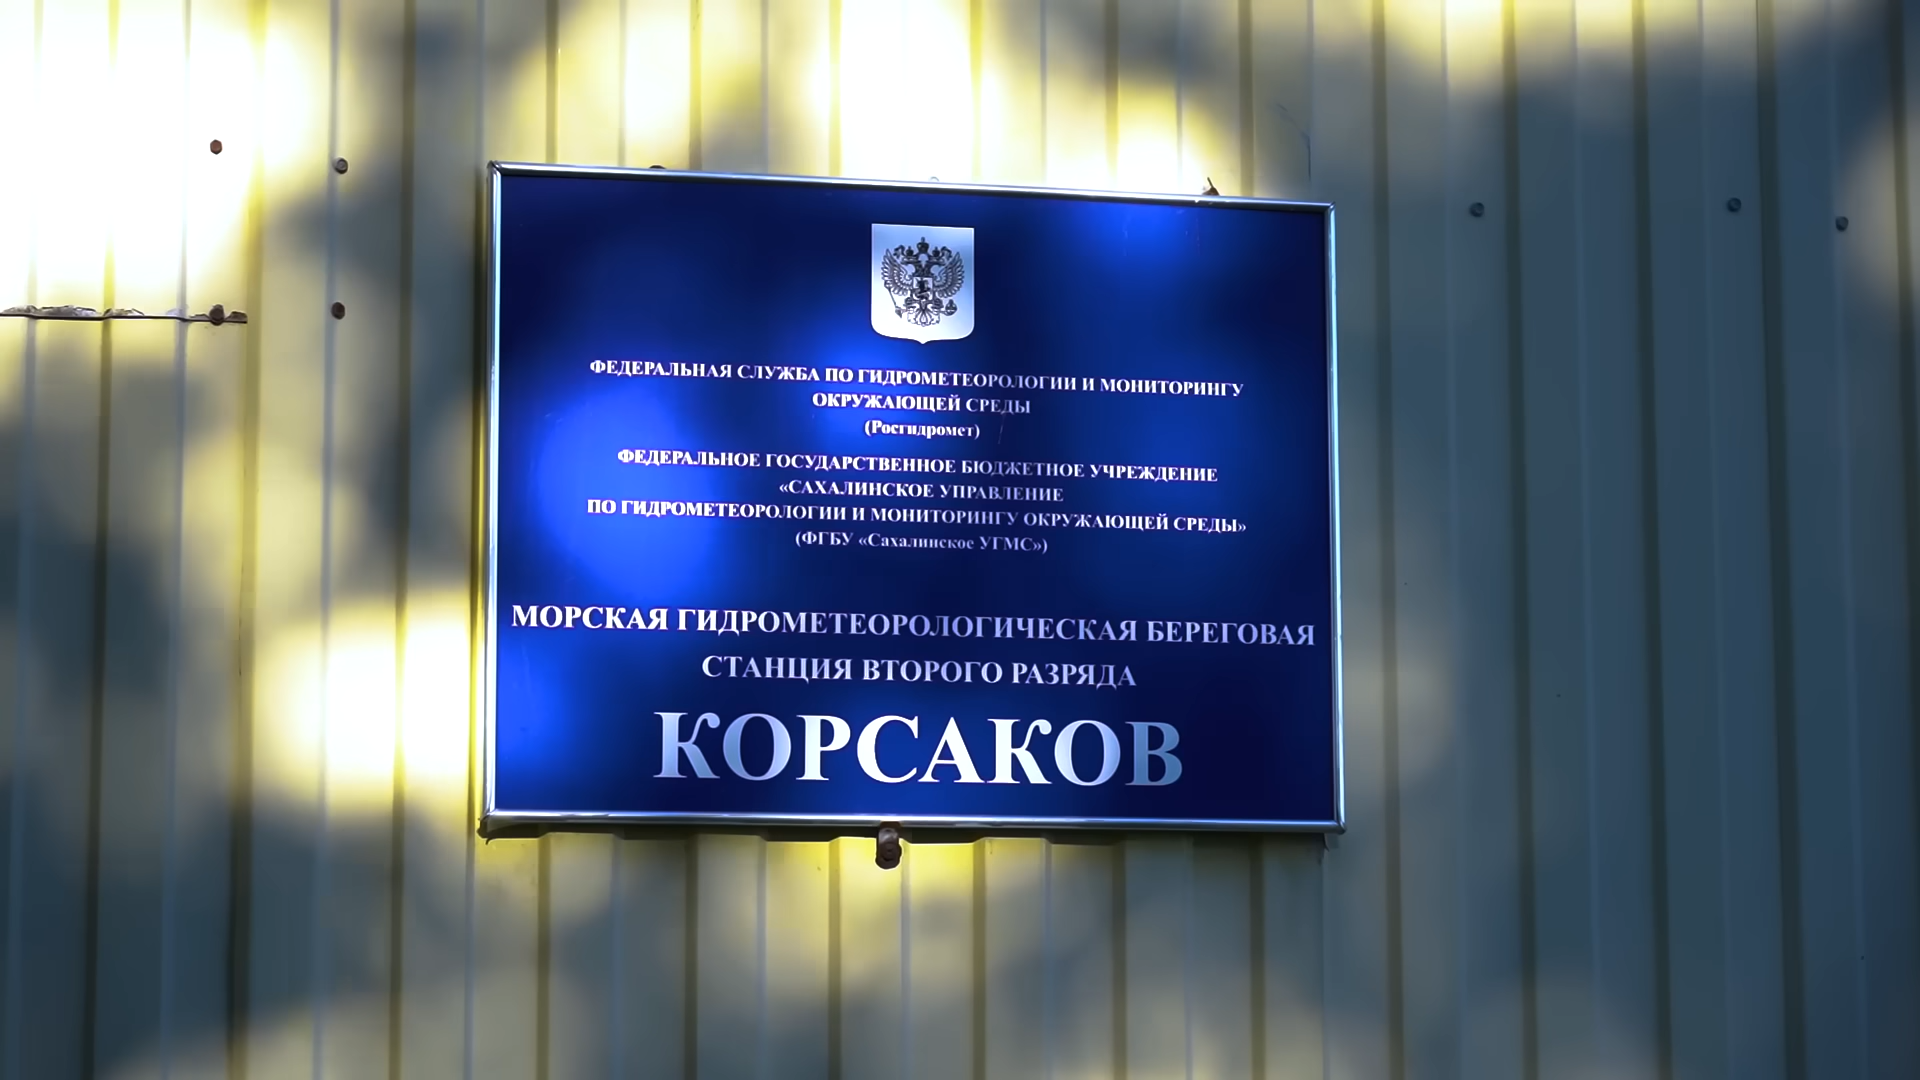 ФЕДЕРАЛЬНАЯ СЛУЖБА ПО ГИДРОМЕТЕОРОЛОГИИ И МОНИТОРИНГУ
ОКРУЖАЮЩЕЙ СРЕДЫ
(Росгидромет)
ФЕДЕРАЛЬНОЕ ГОСУДАРСТВЕННОЕ БЮДЖЕТНОЕ УЧРЕЖДЕНИЕ
«САХАЛИНСКОЕ УПРАВЛЕНИЕ
ПО ГИДРОМЕТЕОРОЛОГИИ И МОНИТОРИНГУ ОКРУЖАЮЩЕЙ СРЕДЫ»
(ФГБУ «Сахалинское УГМС»)
МОРСКАЯ ГИДРОМЕТЕОРОЛОГИЧЕСКАЯ БЕРЕГОВАЯ
СТАНЦИЯ ВТОРОГО РАЗРЯДА
КОРСАКОВ